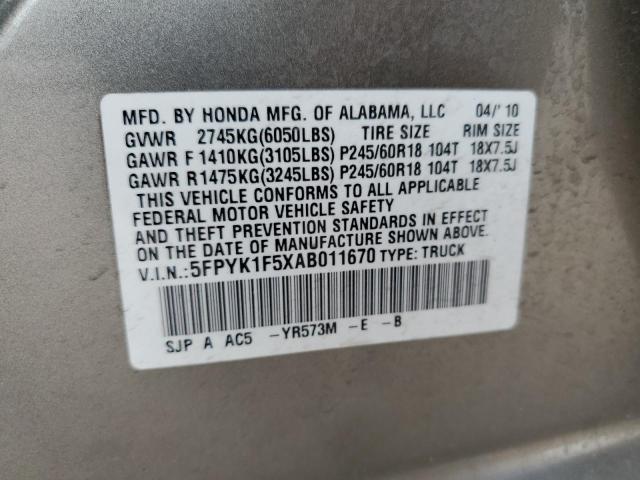 MFD. BY HONDA MFG. OF ALABAMA, LLC 04/'10
GVWR 2745KG(6050LBS) TIRE SIZE RIM SIZE
GAWR F 1410KG(3105LBS) P245/60R18 104T 18X7.5J
GAWR R 1475KG(3245LBS) P245/60R18 104T 18X7.5J
THIS VEHICLE CONFORMS TO ALL APPLICABLE
FEDERAL MOTOR VEHICLE SAFETY
AND THEFT PREVENTION STANDARDS IN EFFECT
ON THE DATE OF MANUFACTURE SHOWN ABOVE.
V.I.N.:5FPYK1F5XAB011670 TYPE: TRUCK
SJP A AC5 -YR573M -E -B